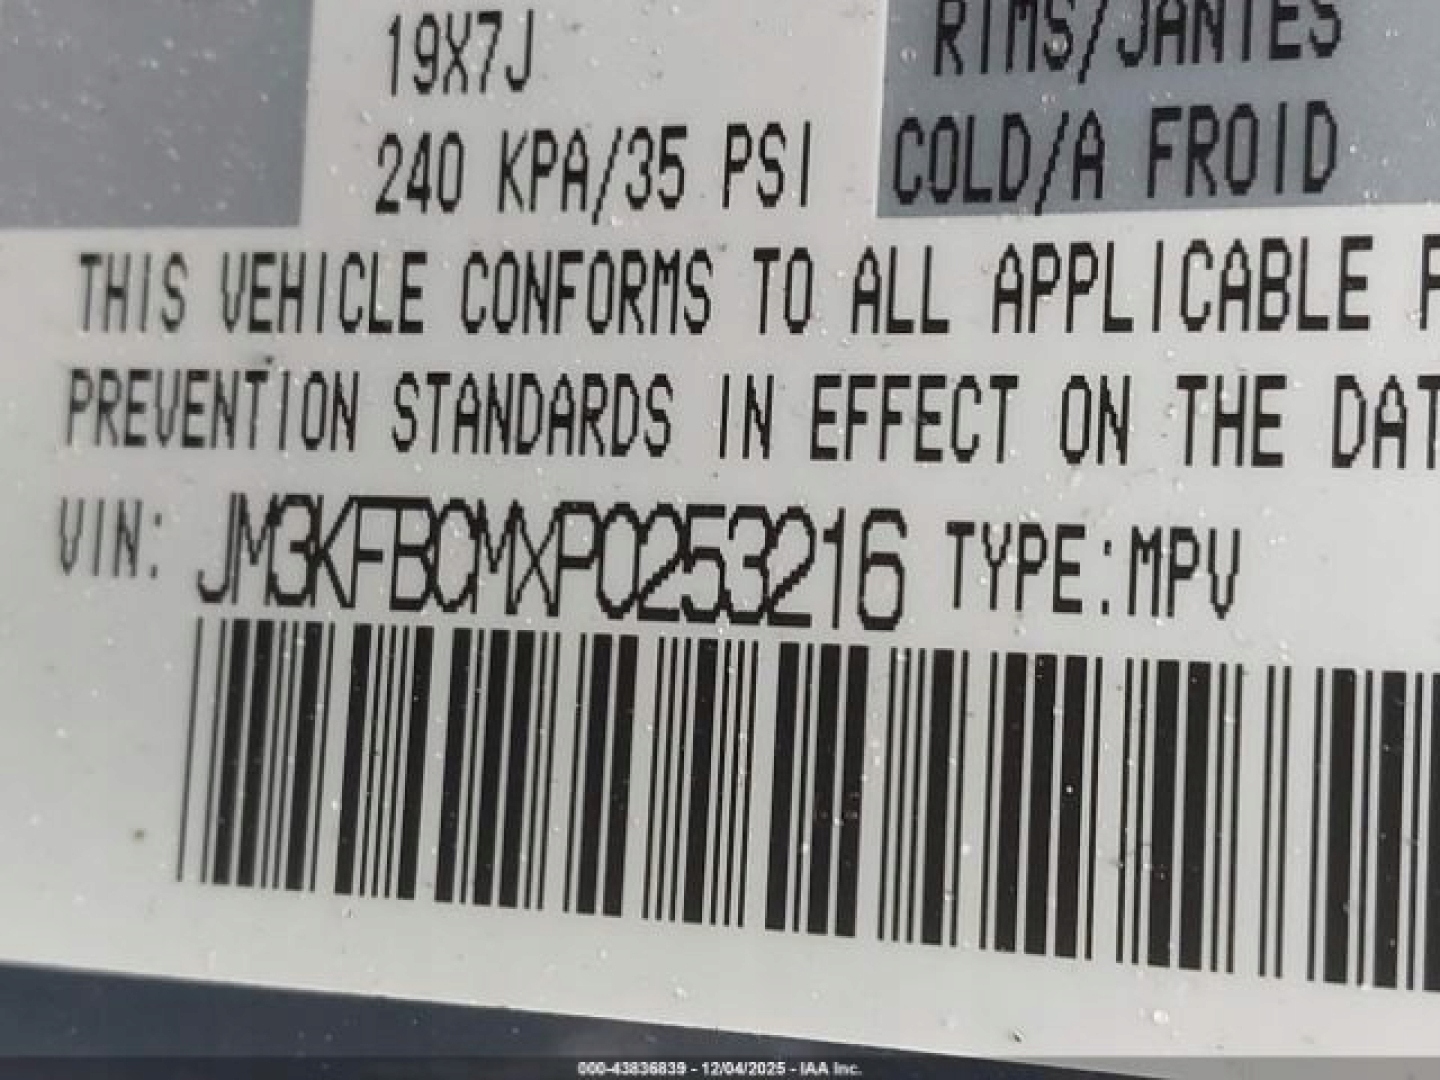 19X7J
RIMS/JANTES
240 KPA/35 PSI
COLD/A FROID
THIS VEHICLE CONFORMS TO ALL APPLICABLE
PREVENTION STANDARDS IN EFFECT ON THE DAT
VIN: JM3KFBCMXP0253216 TYPE:MPV
000-43836839 - 12/04/2025 - IAA Inc.